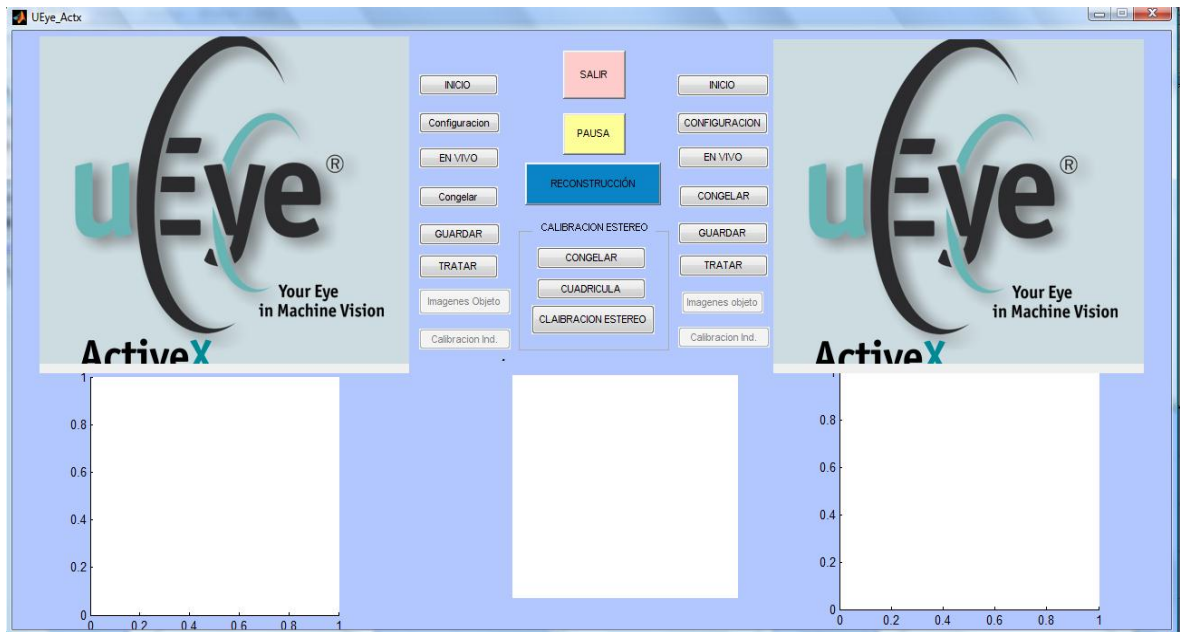 UEye_Actx
uEye®
Your Eye
in Machine Vision
ActiveX
INICIO
Configuracion
EN VIVO
Congelar
GUARDAR
TRATAR
Imagenes Objeto
Calibracion Ind.
SALIR
PAUSA
RECONSTRUCCIÓN
CALIBRACION ESTEREO
CONGELAR
CUADRICULA
CLAIBRACION ESTEREO
INICIO
CONFIGURACION
EN VIVO
CONGELAR
GUARDAR
TRATAR
Imagenes objeto
Calibracion Ind.
uEye®
Your Eye
in Machine Vision
ActiveX
1
0.8
0.6
0.4
0.2
0
0 0.2 0.4 0.6 0.8 1
0.8
0.6
0.4
0.2
0
0 0.2 0.4 0.6 0.8 1